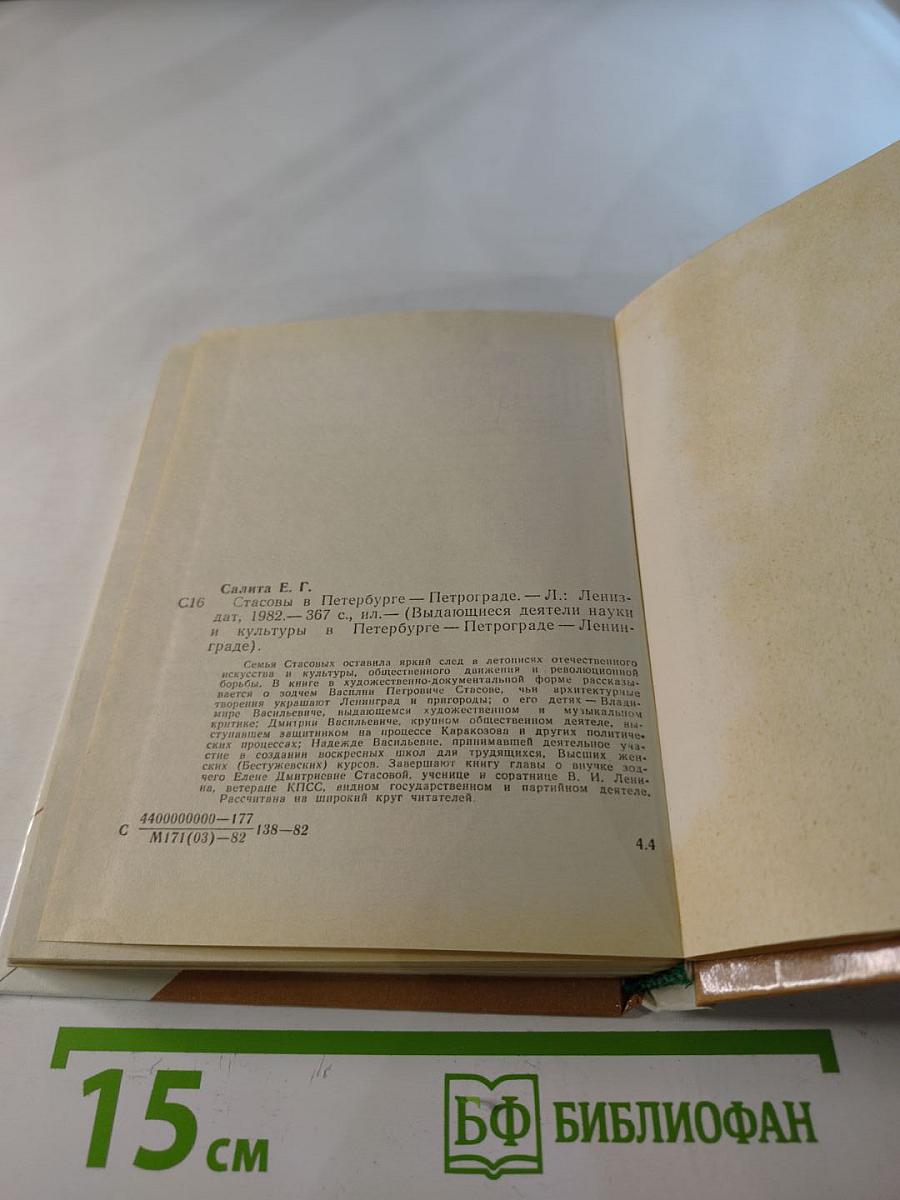 Салита Е. Г.
С16 Стасовы в Петербурге — Петрограде. — Л.: Лениз-
дат, 1982.— 367 с., ил.— (Выдающиеся деятели науки
и культуры в Петербурге — Петрограде — Ленин-
граде).
Семья Стасовых оставила яркий след в летописях отечественного
искусства и культуры, общественного движения и революционной
борьбы. В книге в художественно-документальной форме рассказы-
вается о зодчем Василии Петровиче Стасове, чьи архитектурные
творения украшают Ленинград и пригороды; о его детях — Влади-
мире Васильевиче, выдающемся художественном и музыкальном
критике; Дмитрии Васильевиче, крупном общественном деятеле, вы-
ступавшем защитником на процессе Каракозова и других политиче-
ских процессах; Надежде Васильевне, принимавшей деятельное уча-
стие в создании воскресных школ для трудящихся, Высших жен-
ских (Бестужевских) курсов. Завершают книгу главы о внучке зод-
чего Елене Дмитриевне Стасовой, ученице и соратнице В. И. Лени-
на, ветеране КПСС, видном государственном и партийном деятеле.
Рассчитана на широкий круг читателей.
С 4400000000—177
М171(03)—82 138—82
4.4
15 см
БФ БИБЛИОФАН